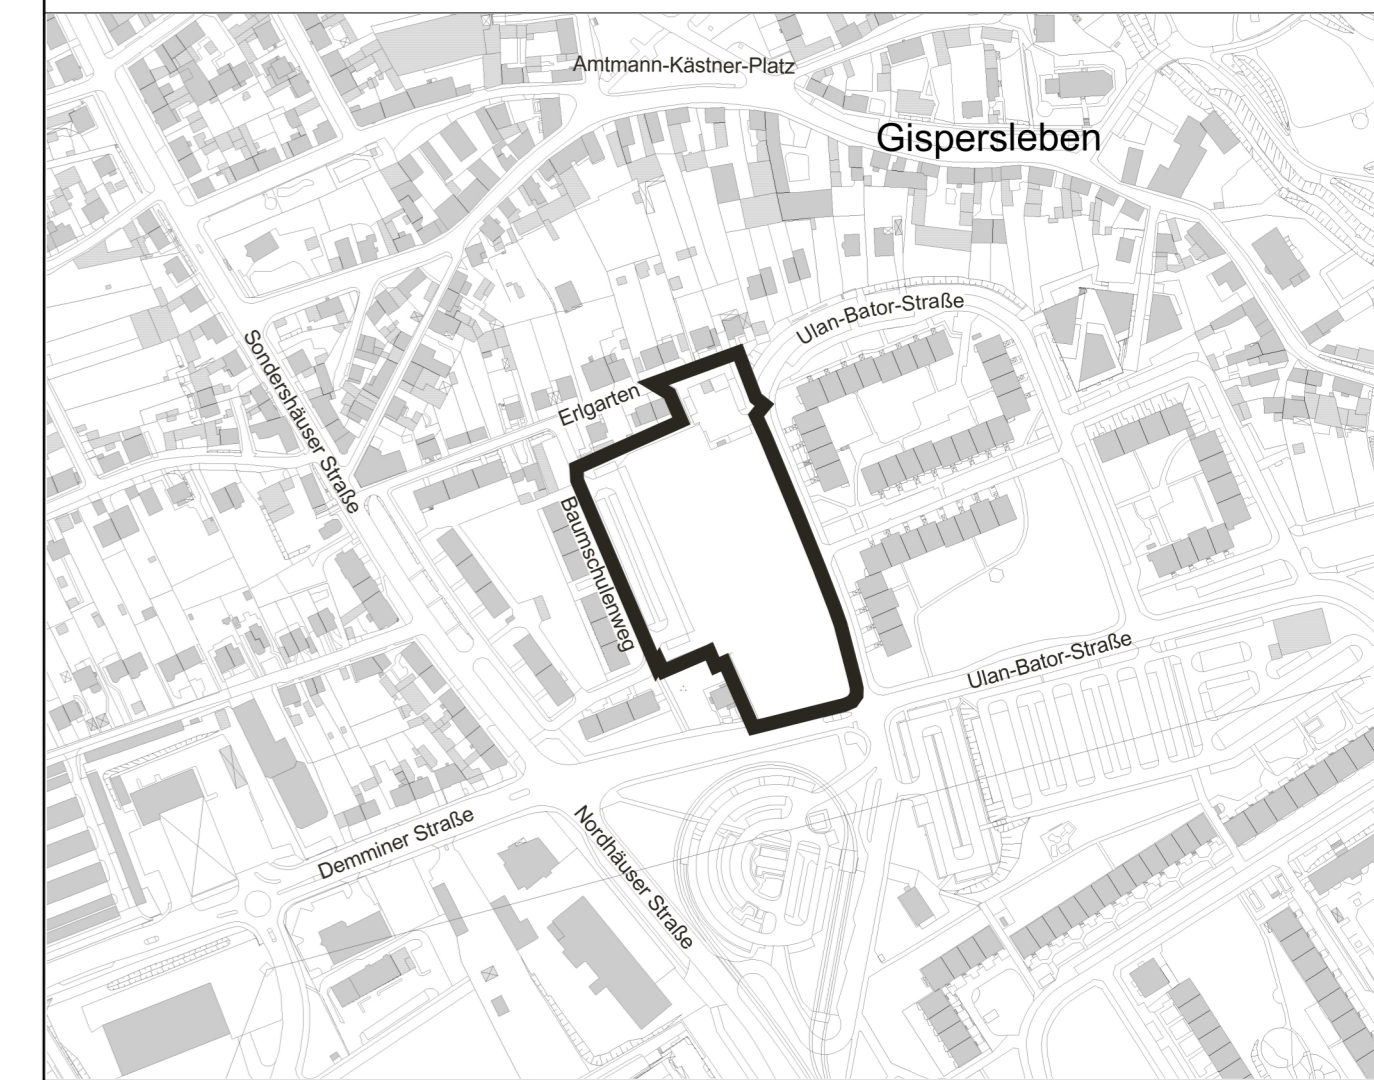 Amtmann-Kästner-Platz
Gispersleben
Ulan-Bator-Straße
Sondershäuser Straße
Erlgarten
Baumschulenweg
Ulan-Bator-Straße
Demminer Straße
Nordhäuser Straße